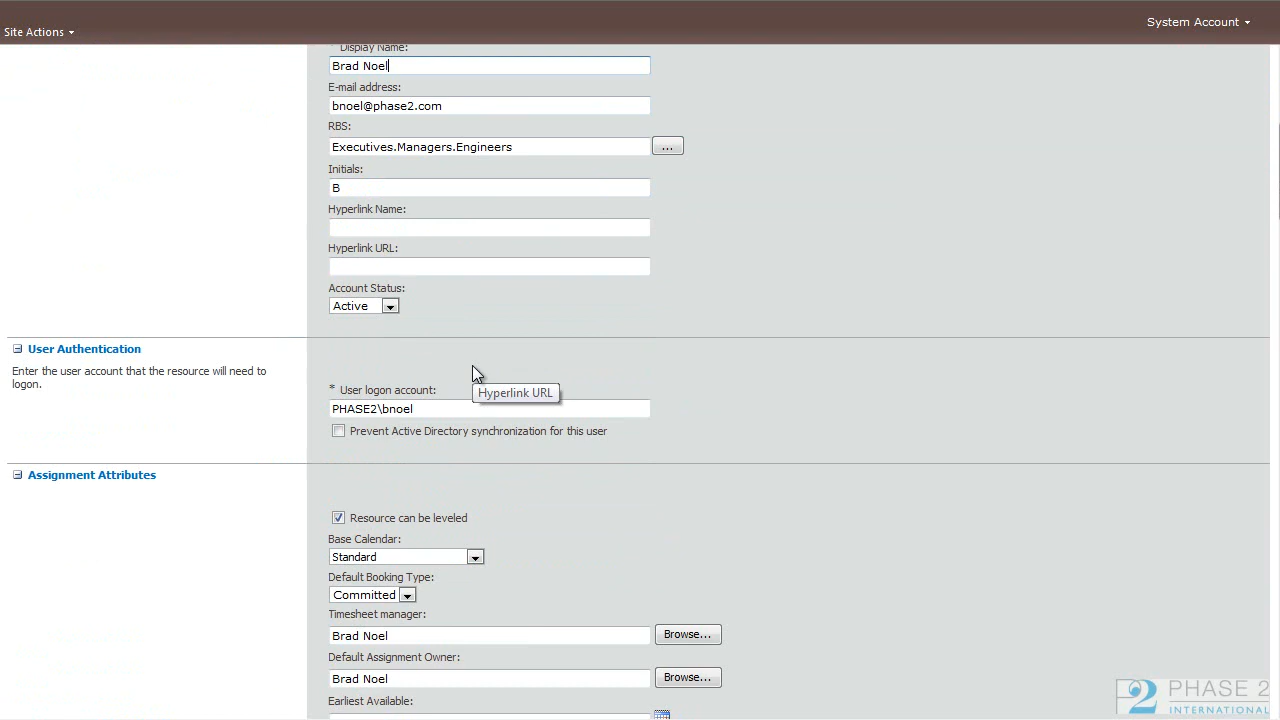 Site Actions
System Account
* Display Name:
Brad Noel
E-mail address:
bnoel@phase2.com
RBS:
Executives.Managers.Engineers
...
Initials:
B
Hyperlink Name:
Hyperlink URL:
Account Status:
Active
User Authentication
Enter the user account that the resource will need to
logon.
* User logon account:
Hyperlink URL
PHASE2\bnoel
Prevent Active Directory synchronization for this user
Assignment Attributes
Resource can be leveled
Base Calendar:
Standard
Default Booking Type:
Committed
Timesheet manager:
Brad Noel
Browse...
Default Assignment Owner:
Brad Noel
Browse...
Earliest Available:
P2 PHASE 2
INTERNATIONAL